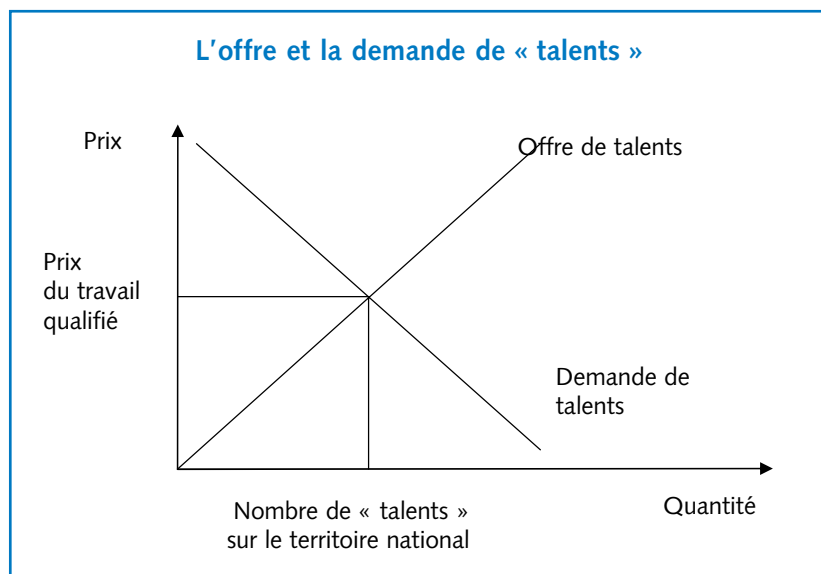 L'offre et la demande de « talents »
Prix
Offre de talents
Prix
du travail
qualifié
Demande de
talents
Nombre de « talents »
sur le territoire national
Quantité